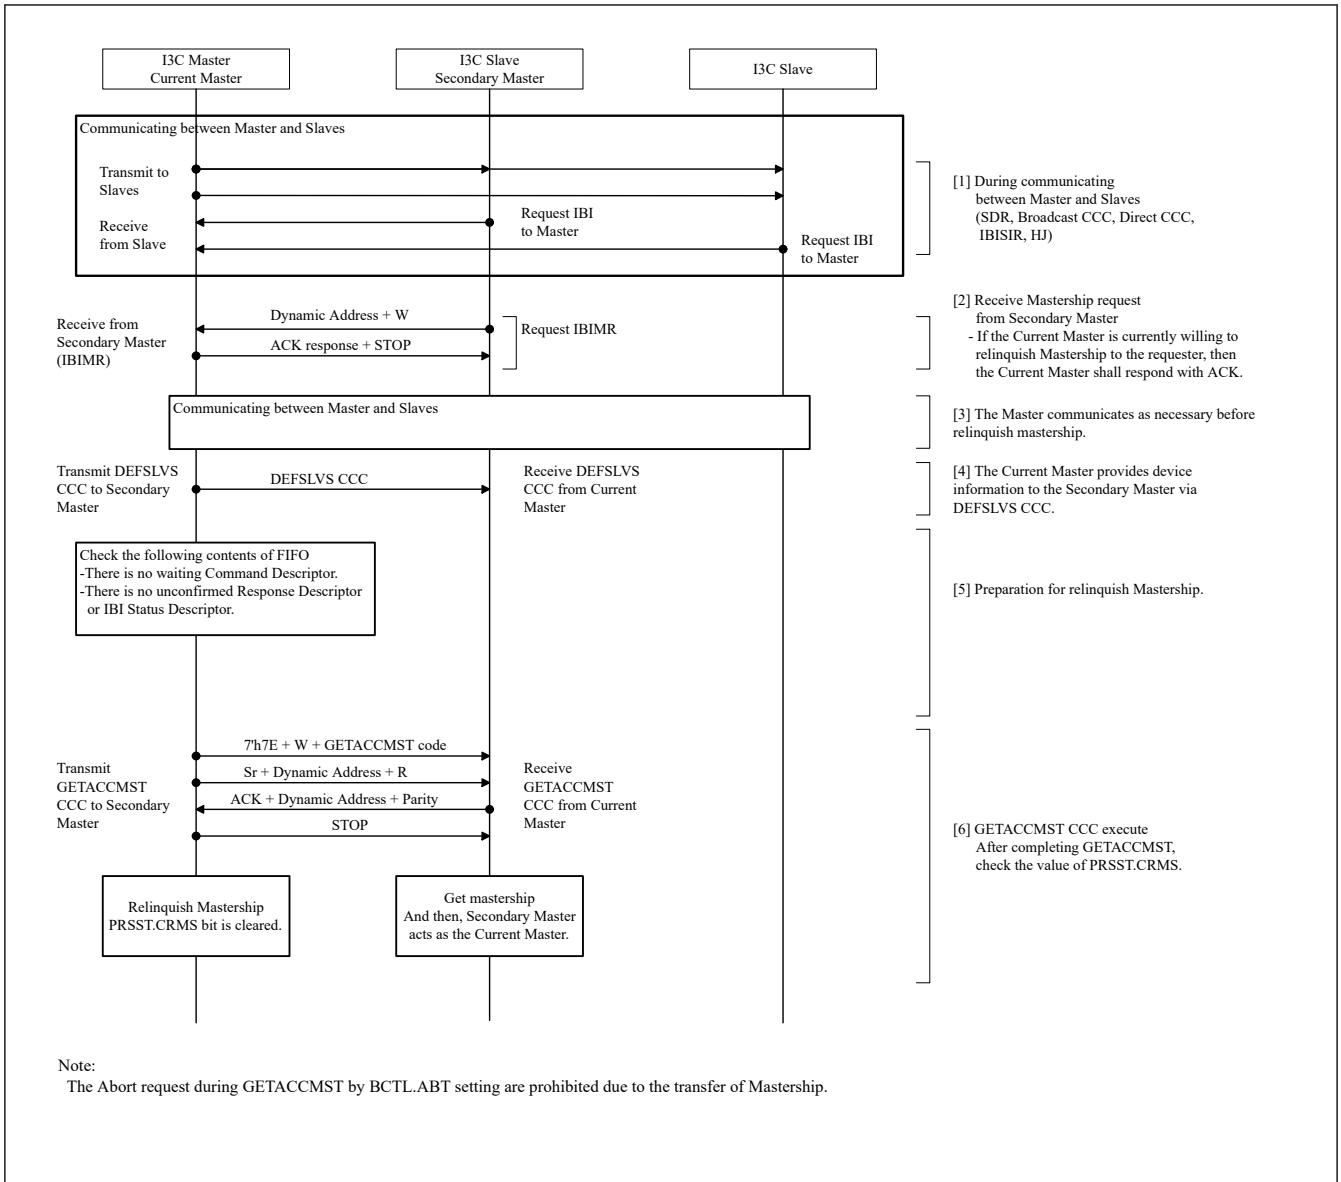 I3C Master
Current Master
I3C Slave
Secondary Master
I3C Slave
Communicating between Master and Slaves
Transmit to
Slaves
Receive
from Slave
Request IBI
to Master
Request IBI
to Master
[1] During communicating
between Master and Slaves
(SDR, Broadcast CCC, Direct CCC,
IBISIR, HJ)
Receive from
Secondary Master
(IBIMR)
Dynamic Address + W
ACK response + STOP
Request IBIMR
[2] Receive Mastership request
from Secondary Master
- If the Current Master is currently willing to
relinquish Mastership to the requester, then
the Current Master shall respond with ACK.
Communicating between Master and Slaves
[3] The Master communicates as necessary before
relinquish mastership.
Transmit DEFSLVS
CCC to Secondary
Master
DEFSLVS CCC
Receive DEFSLVS
CCC from Current
Master
[4] The Current Master provides device
information to the Secondary Master via
DEFSLVS CCC.
Check the following contents of FIFO
-There is no waiting Command Descriptor.
-There is no unconfirmed Response Descriptor
or IBI Status Descriptor.
[5] Preparation for relinquish Mastership.
Transmit
GETACCMST
CCC to Secondary
Master
7'h7E + W + GETACCMST code
Sr + Dynamic Address + R
ACK + Dynamic Address + Parity
STOP
Receive
GETACCMST
CCC from Current
Master
[6] GETACCMST CCC execute
After completing GETACCMST,
check the value of PRSST.CRMS.
Relinquish Mastership
PRSST.CRMS bit is cleared.
Get mastership
And then, Secondary Master
acts as the Current Master.
Note:
The Abort request during GETACCMST by BCTL.ABT setting are prohibited due to the transfer of Mastership.